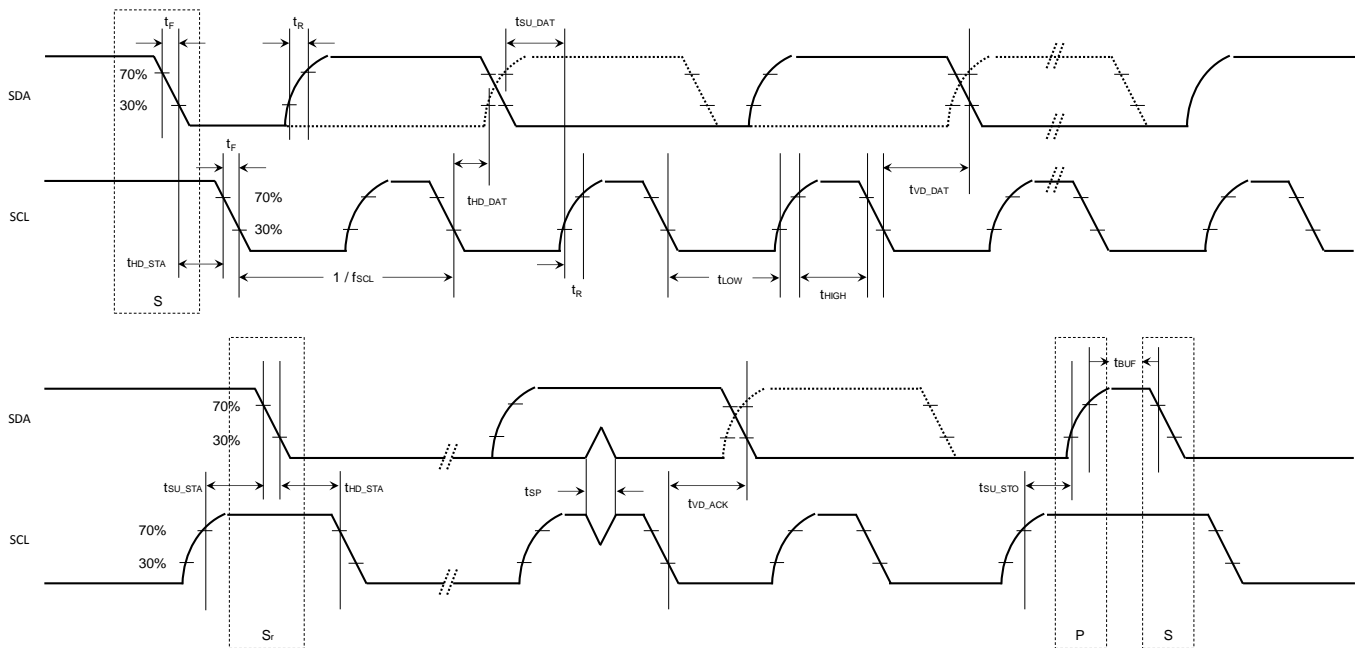 tF
tR
tSU_DAT
70%
SDA
30%
tF
tHD_DAT
tVD_DAT
70%
SCL
30%
tHD_STA
1 / fSCL
tR
tLOW
tHIGH
S
tBUF
SDA
70%
30%
tSU_STA
tHD_STA
tSP
tVD_ACK
tSU_STO
70%
SCL
30%
Sr
P
S